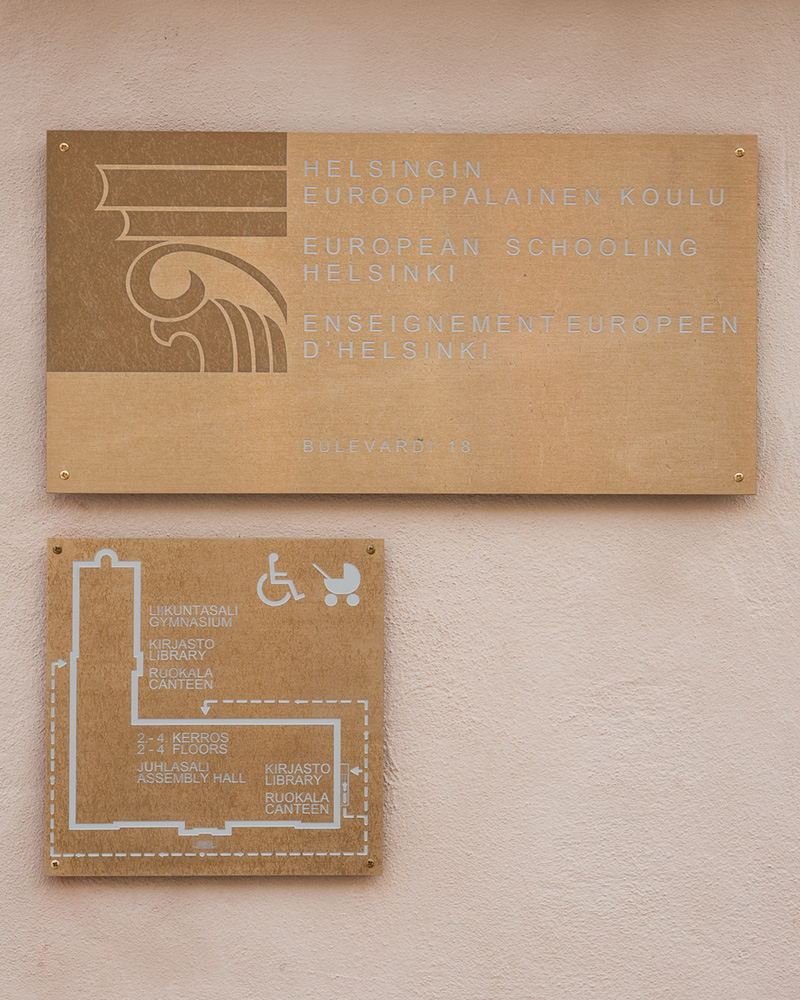 HELSINGIN
EUROOPPALAINEN KOULU
EUROPEAN SCHOOLING
HELSINKI
ENSEIGNEMENT EUROPEEN
D'HELSINKI
BULEVARDI 18
LIIKUNTASALI
GYMNASIUM
KIRJASTO
LIBRARY
RUOKALA
CANTEEN
2.-4. KERROS
2-4 FLOORS
JUHLASALI
ASSEMBLY HALL
KIRJASTO
LIBRARY
RUOKALA
CANTEEN